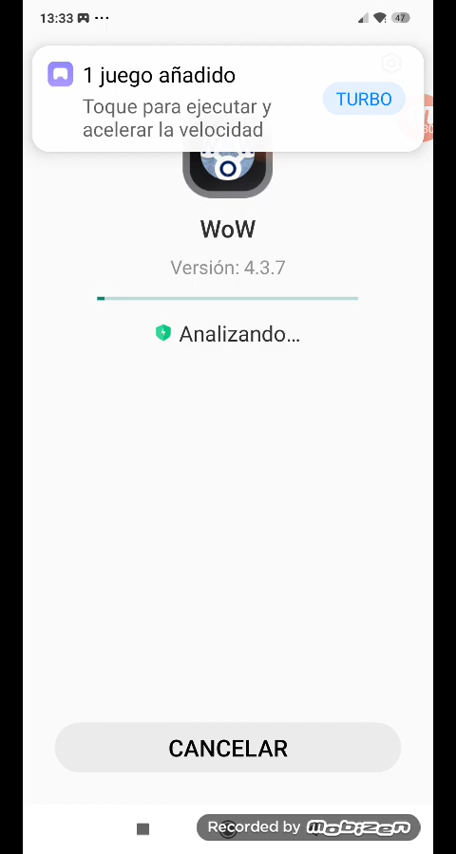 13:33
47
1 juego añadido
Toque para ejecutar y
acelerar la velocidad
TURBO
WoW
Versión: 4.3.7
Analizando...
CANCELAR
Recorded by mobizen